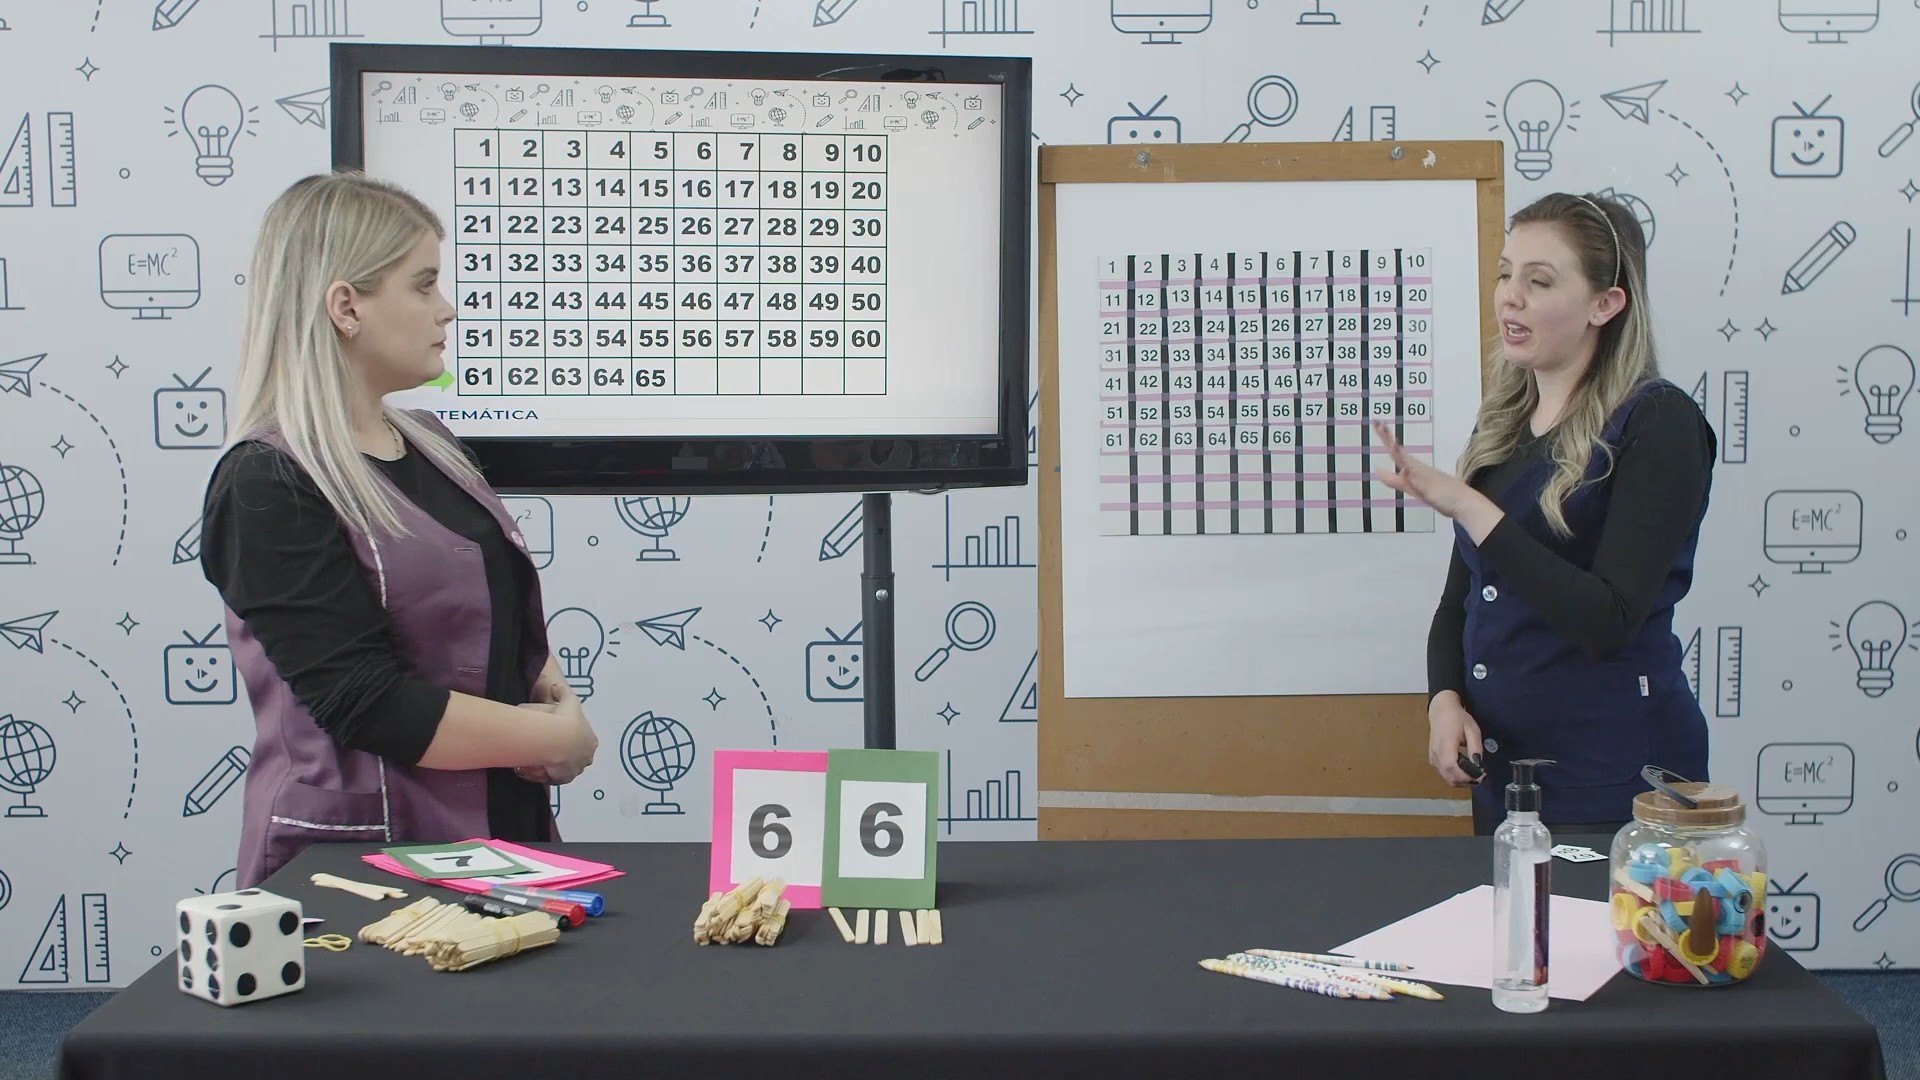 1 2 3 4 5 6 7 8 9 10
11 12 13 14 15 16 17 18 19 20
21 22 23 24 25 26 27 28 29 30
31 32 33 34 35 36 37 38 39 40
41 42 43 44 45 46 47 48 49 50
51 52 53 54 55 56 57 58 59 60
61 62 63 64 65
TEMÁTICA
1 2 3 4 5 6 7 8 9 10
11 12 13 14 15 16 17 18 19 20
21 22 23 24 25 26 27 28 29 30
31 32 33 34 35 36 37 38 39 40
41 42 43 44 45 46 47 48 49 50
51 52 53 54 55 56 57 58 59 60
61 62 63 64 65 66
E=MC²
E=MC²
E=MC²
6 6
7